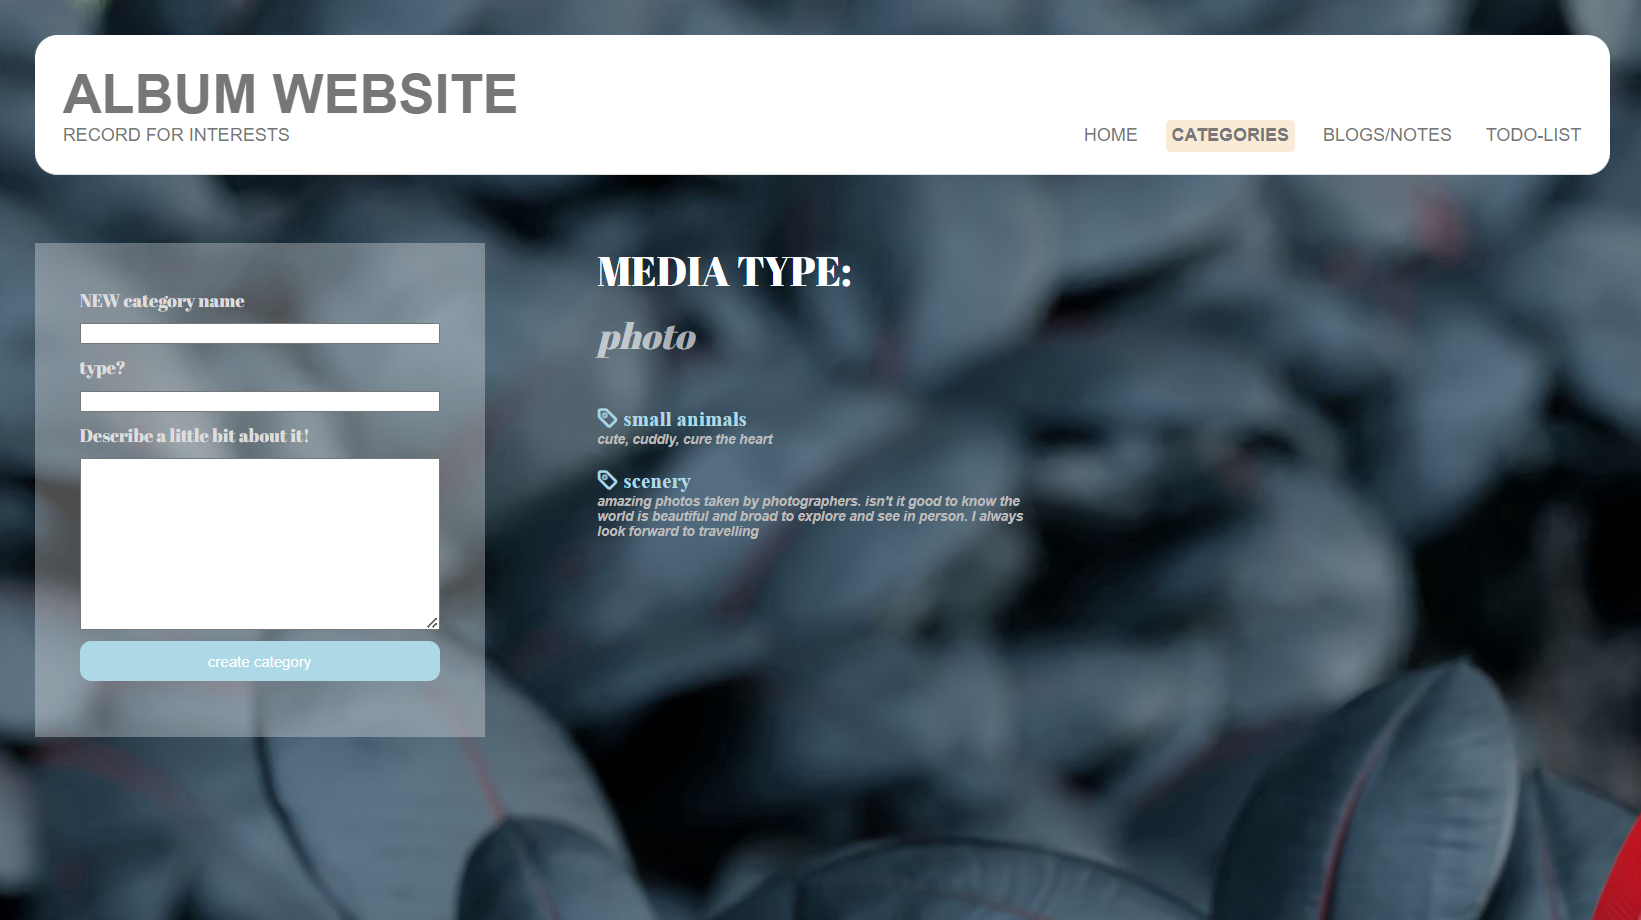 ALBUM WEBSITE
RECORD FOR INTERESTS
HOME CATEGORIES BLOGS/NOTES TODO-LIST
NEW category name
type?
Describe a little bit about it!
create category
MEDIA TYPE:
photo
small animals
cute, cuddly, cure the heart
scenery
amazing photos taken by photographers. isn't it good to know the
world is beautiful and broad to explore and see in person. I always
look forward to travelling